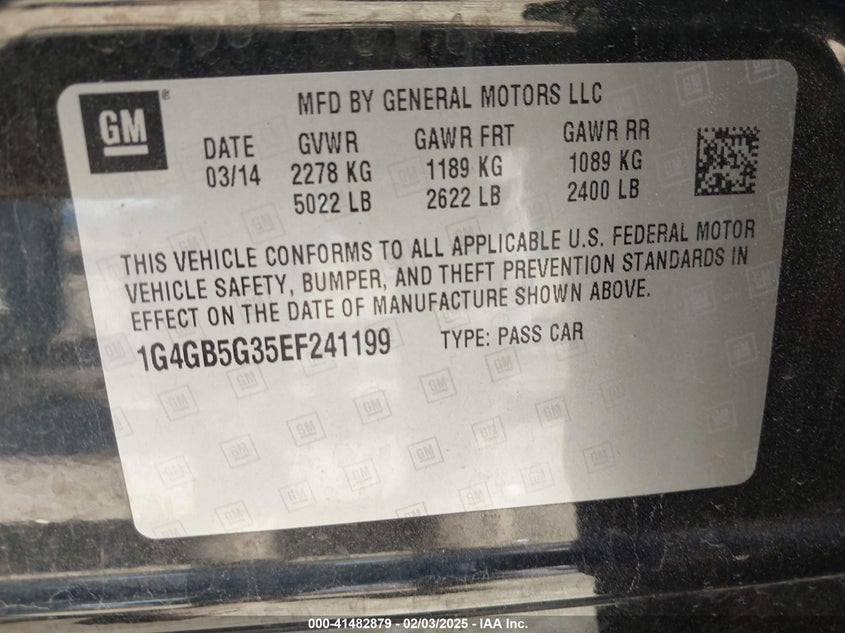 GM
®
MFD BY GENERAL MOTORS LLC
DATE GVWR GAWR FRT GAWR RR
03/14 2278 KG 1189 KG 1089 KG
5022 LB 2622 LB 2400 LB
THIS VEHICLE CONFORMS TO ALL APPLICABLE U.S. FEDERAL MOTOR
VEHICLE SAFETY, BUMPER, AND THEFT PREVENTION STANDARDS IN
EFFECT ON THE DATE OF MANUFACTURE SHOWN ABOVE.
1G4GB5G35EF241199 TYPE: PASS CAR
000-41482879 - 02/03/2025 - IAA Inc.